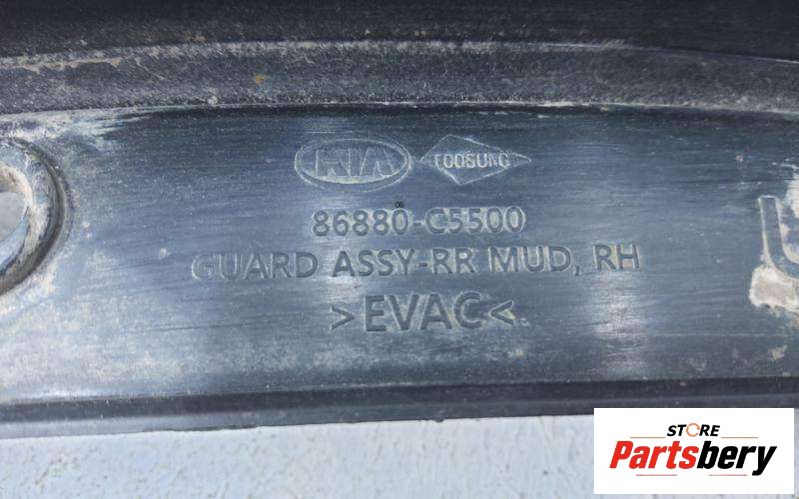 KIA TOOSUNG
86880-C5500
GUARD ASSY-RR MUD, RH
>EVAC<
STORE
Partsbery